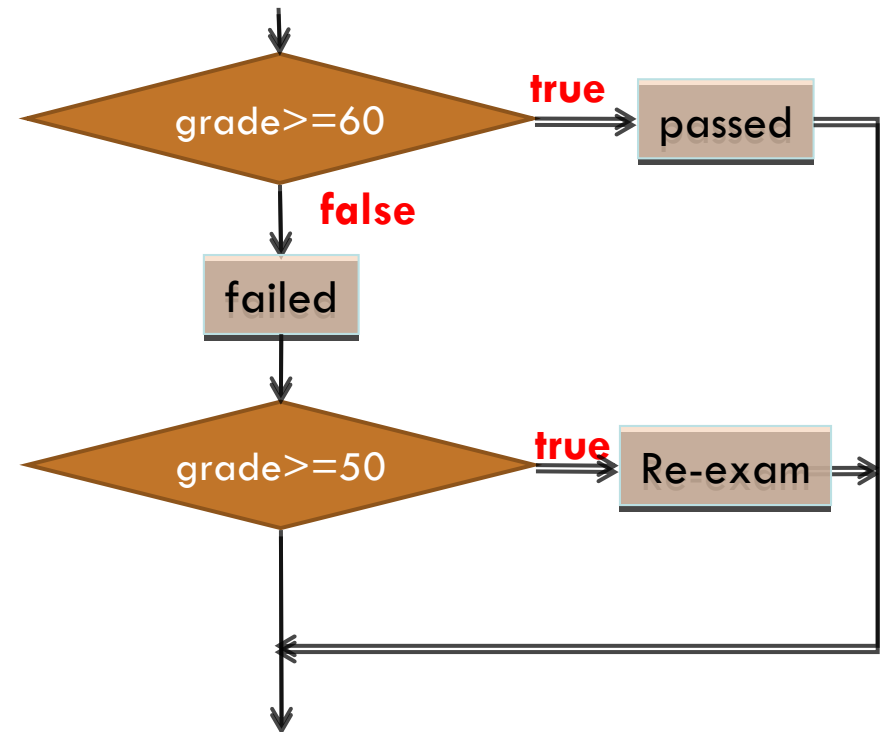 grade>=60
true
passed
false
failed
grade>=50
true
Re-exam